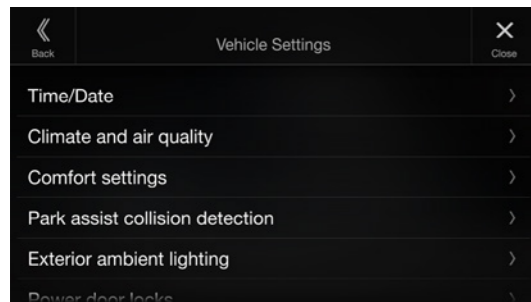 Back
Vehicle Settings
Close
Time/Date
Climate and air quality
Comfort settings
Park assist collision detection
Exterior ambient lighting
Power door locks